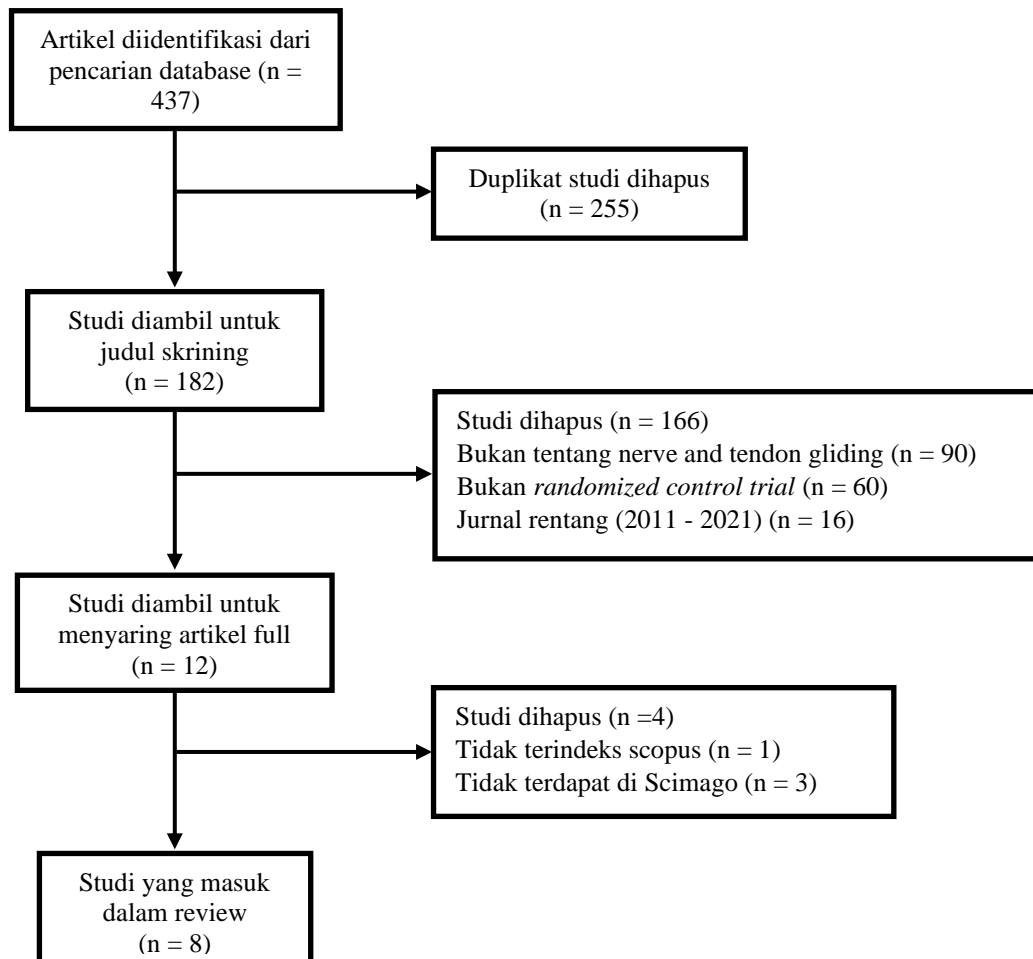 Artikel diidentifikasi dari
pencarian database (n =
437)
Duplikat studi dihapus
(n = 255)
Studi diambil untuk
judul skrining
(n = 182)
Studi dihapus (n = 166)
Bukan tentang nerve and tendon gliding (n = 90)
Bukan randomized control trial (n = 60)
Jurnal rentang (2011 - 2021) (n = 16)
Studi diambil untuk
menyaring artikel full
(n = 12)
Studi dihapus (n =4)
Tidak terindeks scopus (n = 1)
Tidak terdapat di Scimago (n = 3)
Studi yang masuk
dalam review
(n = 8)